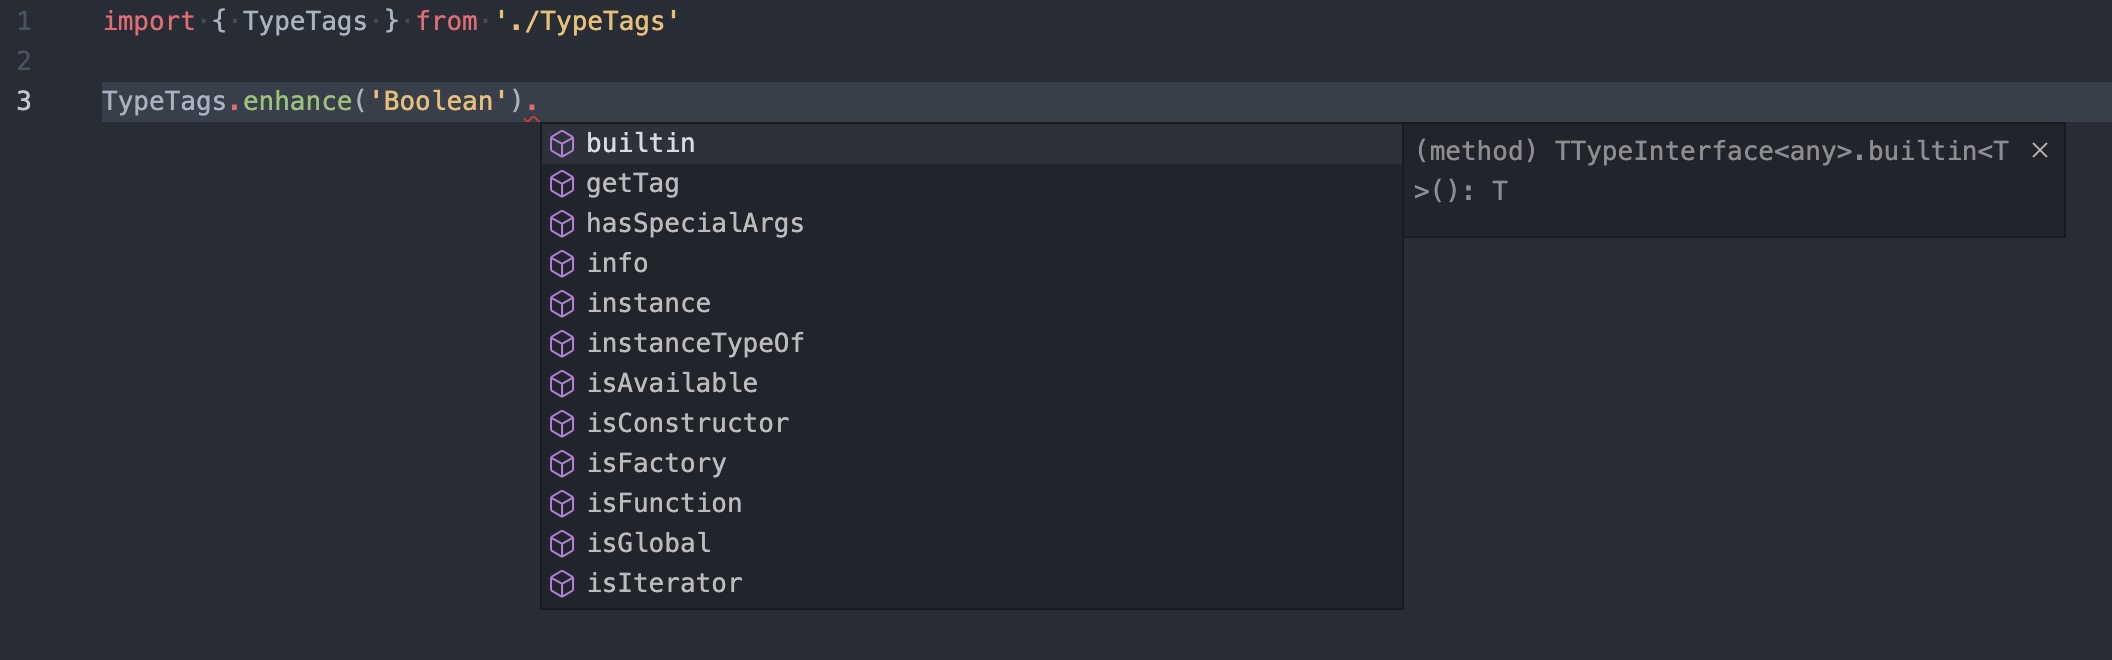 1 import { TypeTags } from './TypeTags'
2
3 TypeTags.enhance('Boolean').
builtin
getTag
hasSpecialArgs
info
instance
instanceTypeOf
isAvailable
isConstructor
isFactory
isFunction
isGlobal
isIterator
(method) TTypeInterface<any>.builtin<T
>(): T